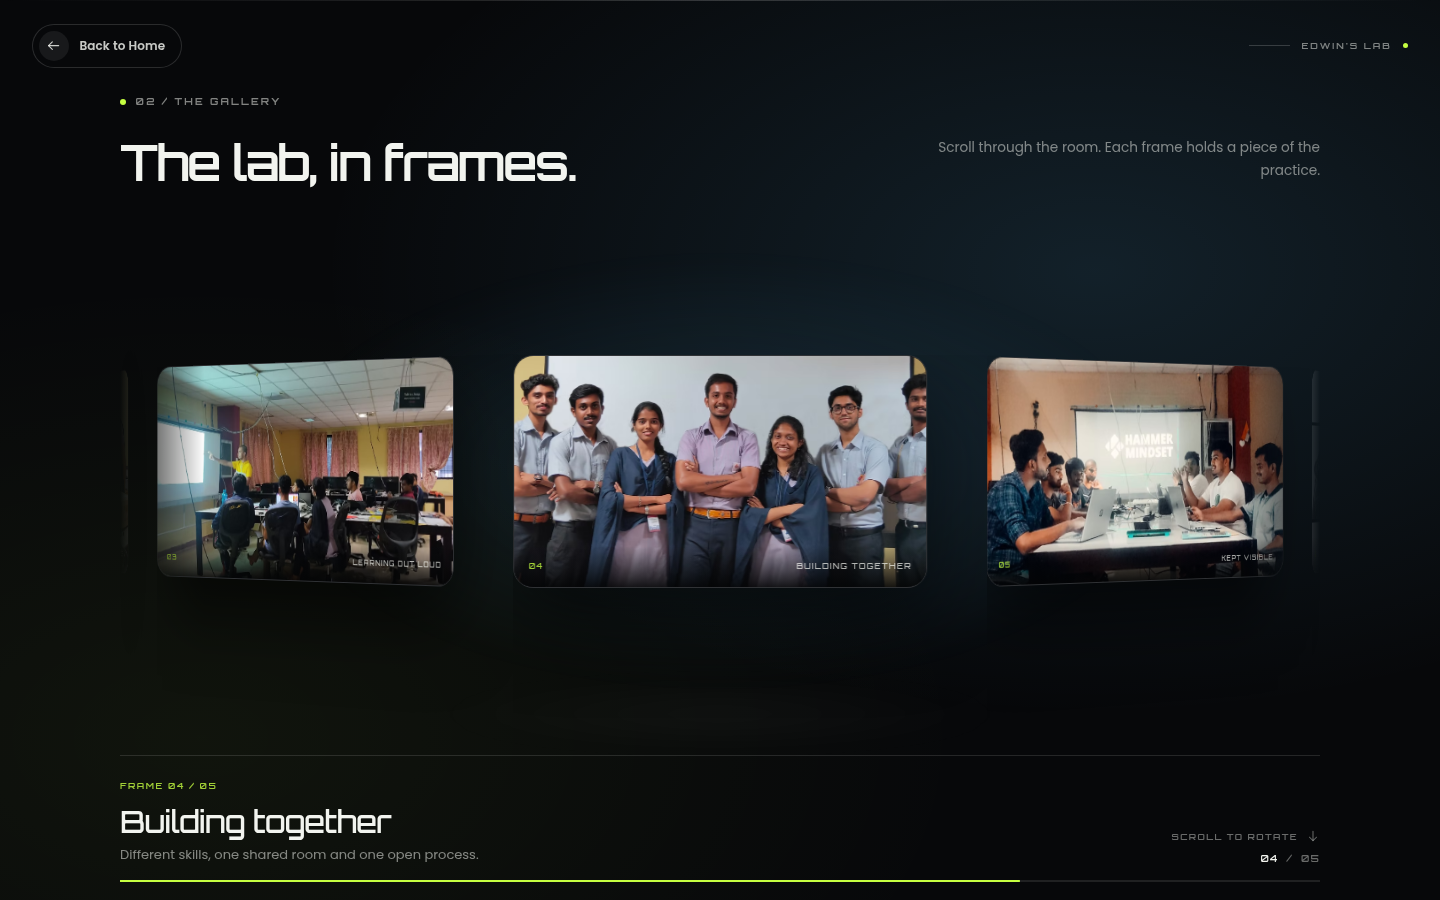 Back to Home
EDWIN'S LAB
02 / THE GALLERY
The lab, in frames.
Scroll through the room. Each frame holds a piece of the
practice.
HAMMER
MINDSET
03
LEARNING OUT LOUD
04
BUILDING TOGETHER
05
KEPT VISIBLE
FRAME 04 / 05
Building together
Different skills, one shared room and one open process.
SCROLL TO ROTATE
04 / 05